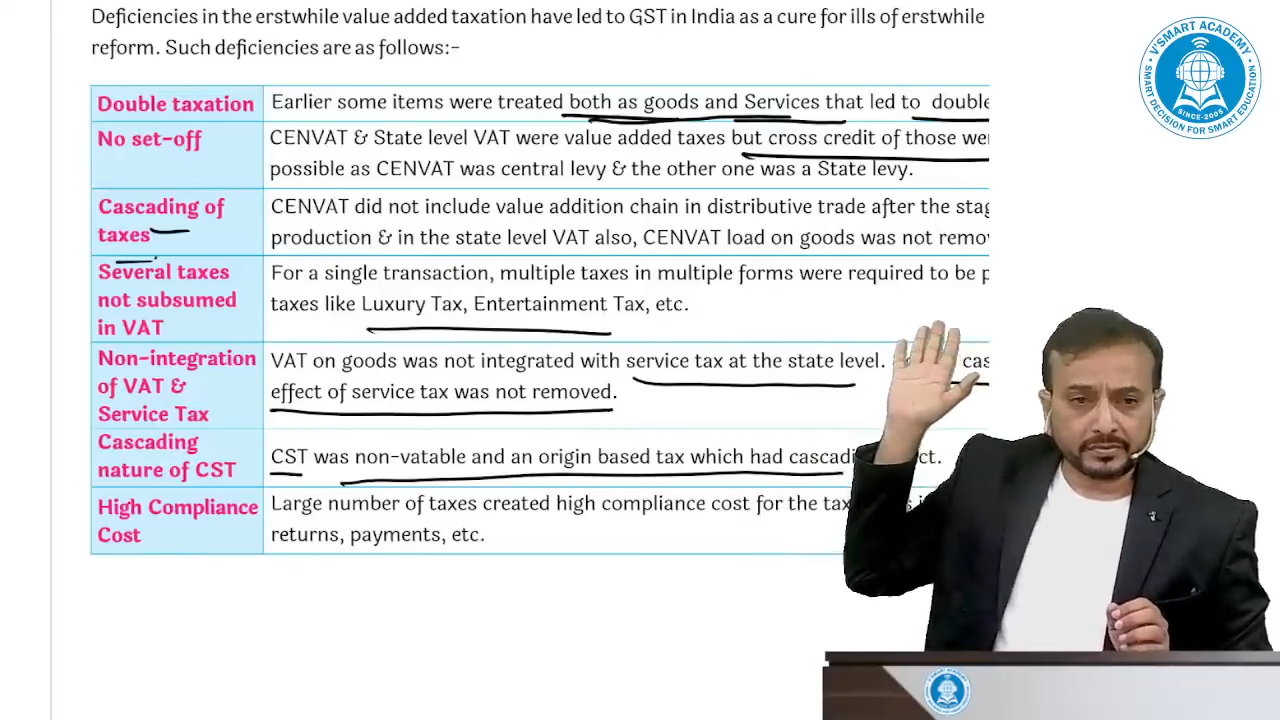 Deficiencies in the erstwhile value added taxation have led to GST in India as a cure for ills of erstwhile
reform. Such deficiencies are as follows:-
Double taxation
Earlier some items were treated both as goods and Services that led to double
No set-off
CENVAT & State level VAT were value added taxes but cross credit of those
possible as CENVAT was central levy & the other one was a State levy.
Cascading of
taxes
CENVAT did not include value addition chain in distributive trade after the
production & in the state level VAT also, CENVAT load on goods was not
Several taxes
not subsumed
in VAT
For a single transaction, multiple taxes in multiple forms were required to be
taxes like Luxury Tax, Entertainment Tax, etc.
Non-integration
of VAT &
Service Tax
VAT on goods was not integrated with service tax at the state level.
effect of service tax was not removed.
Cascading
nature of CST
CST was non-vatable and an origin based tax which had
High Compliance
Cost
Large number of taxes created high compliance cost for the
returns, payments, etc.
V'SMART ACADEMY
SINCE-2005
SMART DECISION FOR SMART EDUCATION